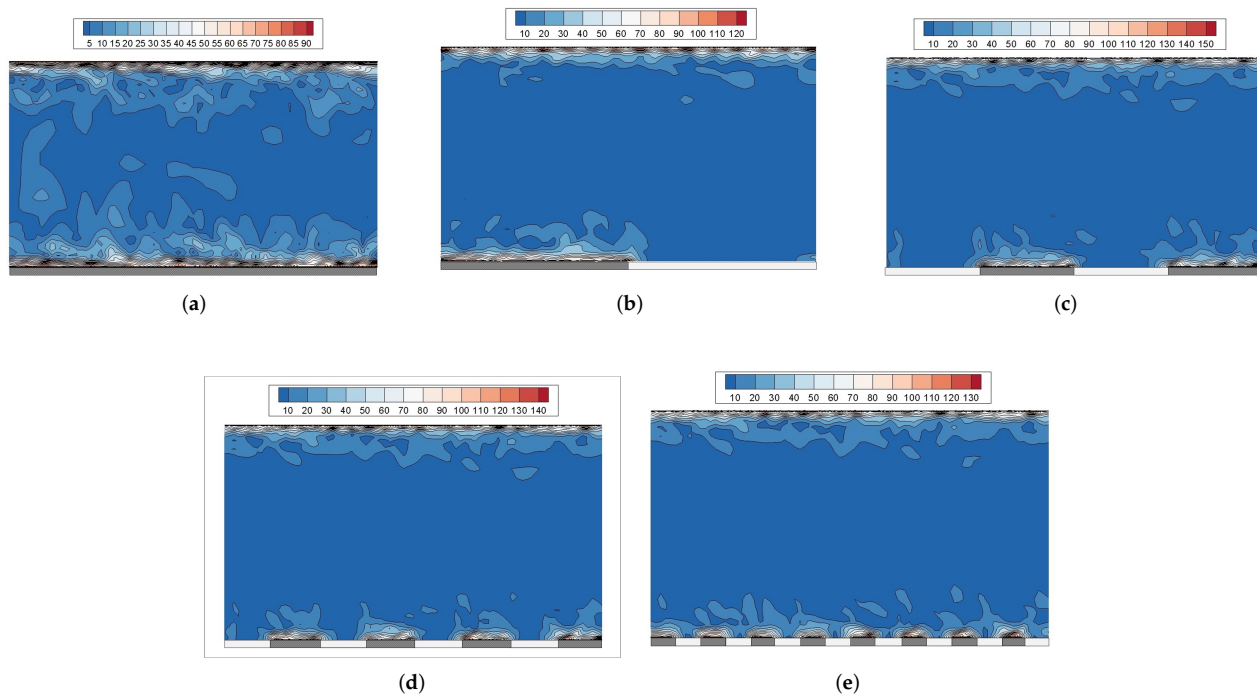 5 10 15 20 25 30 35 40 45 50 55 60 65 70 75 80 85 90
10 20 30 40 50 60 70 80 90 100 110 120
10 20 30 40 50 60 70 80 90 100 110 120 130 140 150
(a)
(b)
(c)
10 20 30 40 50 60 70 80 90 100 110 120 130 140
10 20 30 40 50 60 70 80 90 100 110 120 130
(d)
(e)